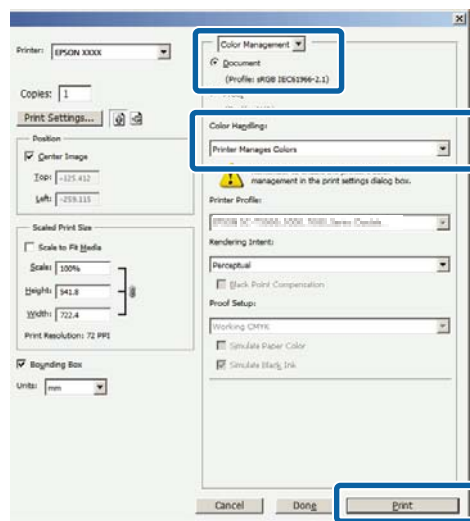 Printer: EPSON XXXX
Copies: 1
Print Settings...
Position
Center Image
Top: -125.412
Left: -259.115
Scaled Print Size
Scale to Fit Media
Scale: 100%
Height: 541.8
Width: 722.4
Print Resolution: 72 PPI
Bounding Box
Units: mm
Color Management
Document
(Profile: sRGB IEC61966-2.1)
Color Handling:
Printer Manages Colors
management in the print settings dialog box.
Printer Profile:
Rendering Intent:
Perceptual
Black Point Compensation
Proof Setup:
Working CMYK
Simulate Paper Color
Simulate Black Ink
Cancel
Done
Print